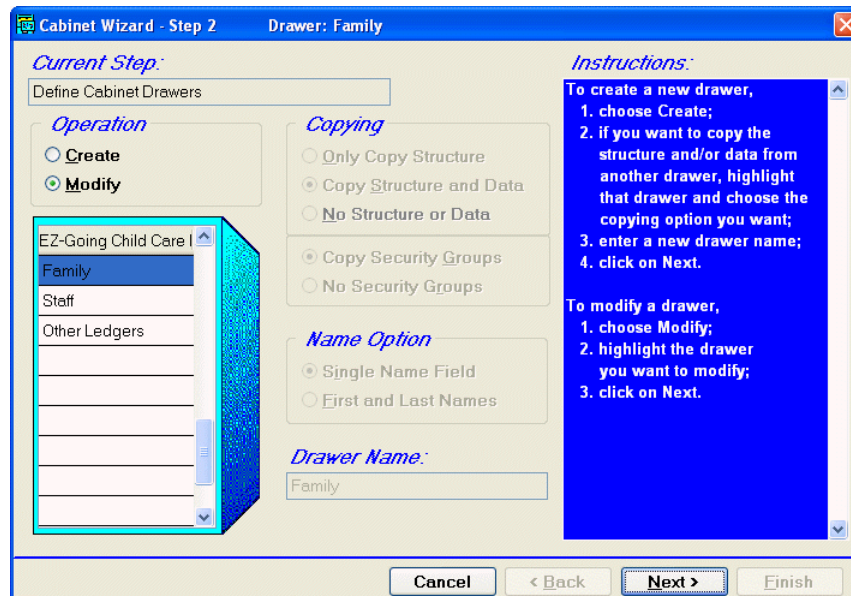 Cabinet Wizard - Step 2 Drawer: Family
Current Step:
Define Cabinet Drawers
Operation
Create
Modify
EZ-Going Child Care I
Family
Staff
Other Ledgers
Copying
Only Copy Structure
Copy Structure and Data
No Structure or Data
Copy Security Groups
No Security Groups
Name Option
Single Name Field
First and Last Names
Drawer Name:
Family
Instructions:
To create a new drawer,
1. choose Create;
2. if you want to copy the
structure and/or data from
another drawer, highlight
that drawer and choose the
copying option you want;
3. enter a new drawer name;
4. click on Next.
To modify a drawer,
1. choose Modify;
2. highlight the drawer
you want to modify;
3. click on Next.
Cancel
< Back
Next >
Finish